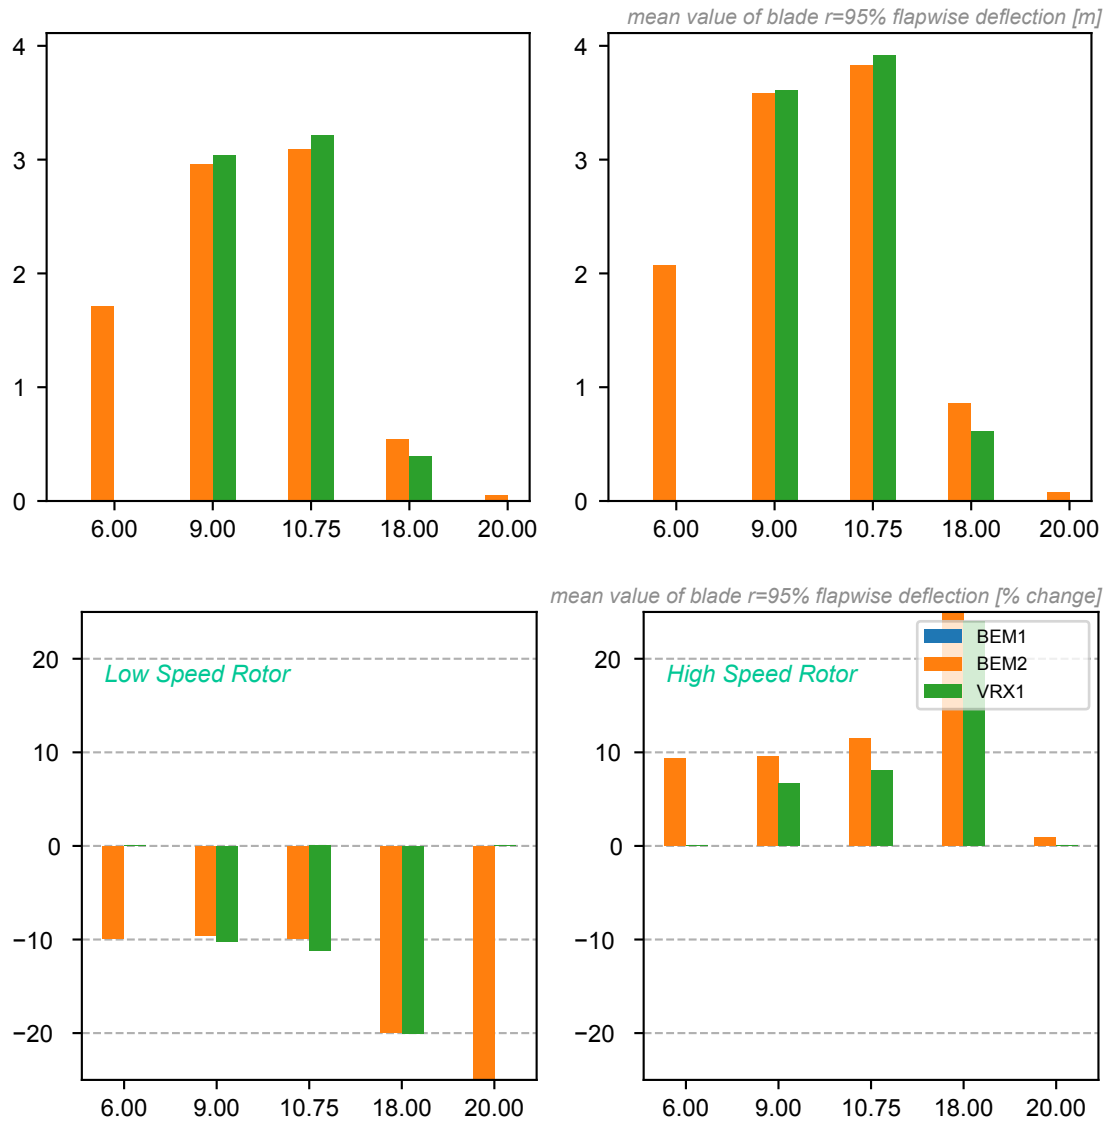 mean value of blade r=95% flapwise deflection [m]
4
3
2
1
0
6.00 9.00 10.75 18.00 20.00
4
3
2
1
0
6.00 9.00 10.75 18.00 20.00
mean value of blade r=95% flapwise deflection [% change]
Low Speed Rotor
20
10
0
−10
−20
6.00 9.00 10.75 18.00 20.00
High Speed Rotor
BEM1
BEM2
VRX1
20
10
0
−10
−20
6.00 9.00 10.75 18.00 20.00